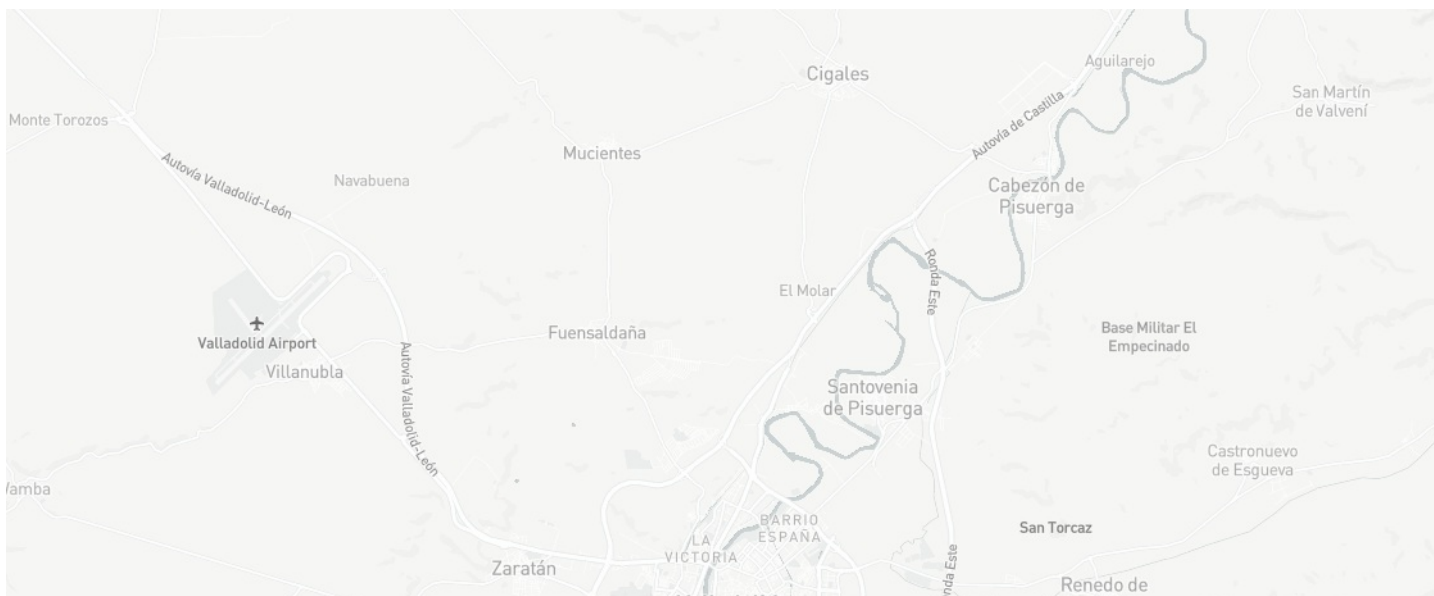 Aguilarejo
Cigales
San Martín
de Valvení
Monte Torozos
Autovía de Castilla
Mucientes
Autovía Valladolid-León
Navabuena
Cabezón de
Pisuerga
Ronda Este
El Molar
Valladolid Airport
Fuensaldaña
Base Militar El
Empecinado
Villanubla
Autovía Valladolid-León
Santovenia
de Pisuerga
Castronuevo
de Esgueva
San Torcaz
BARRIO
ESPAÑA
LA
VICTORIA
Zaratán
Renedo de